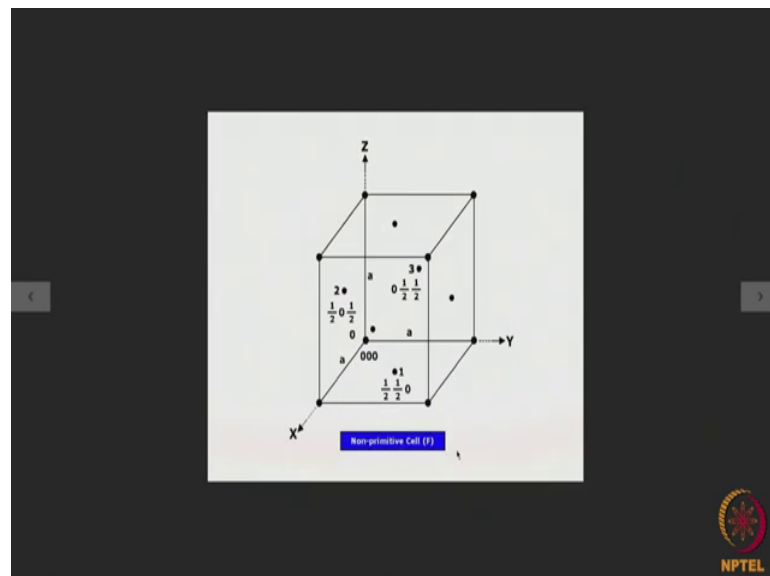 Z
a
3
0 1/2 1/2
2
1/2 0 1/2
0
a
Y
a
000
1
1/2 1/2 0
X
Non-primitive Cell (F)
NPTEL